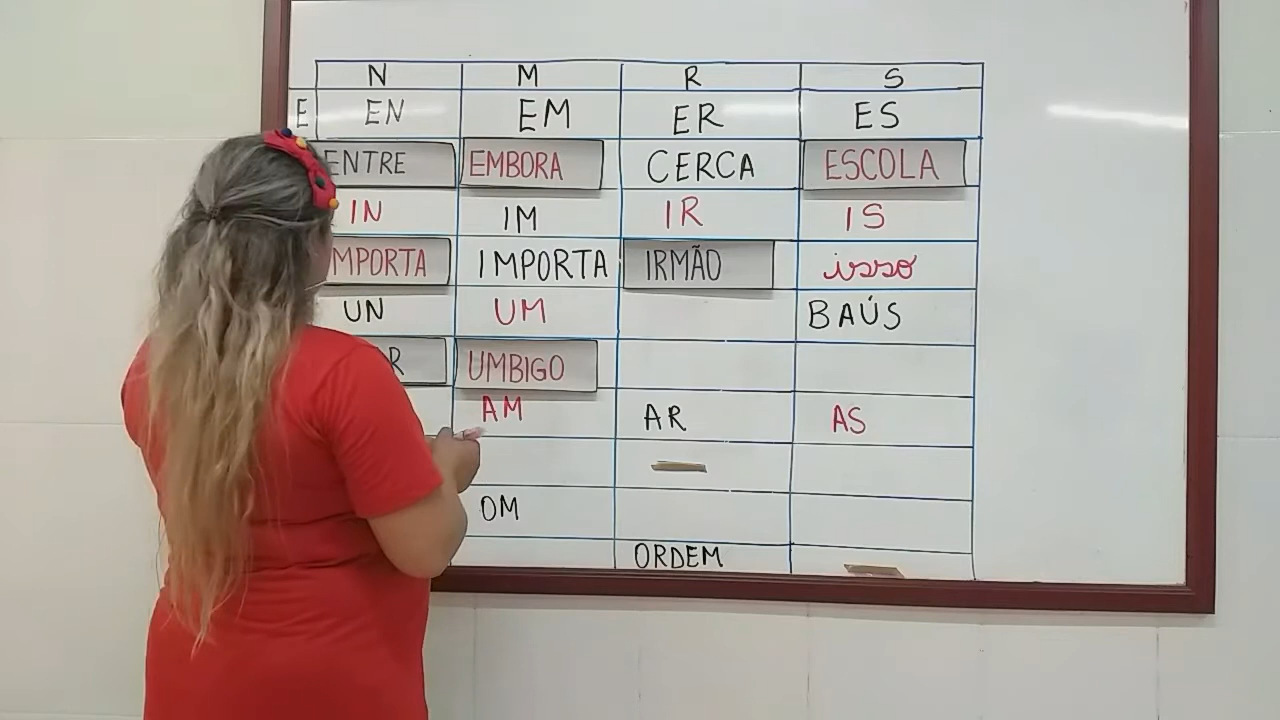 N M R S
E EN EM ER ES
ENTRE EMBORA CERCA ESCOLA
IN IM IR IS
MPORTA IMPORTA IRMÃO isso
UN UM BAÚS
R UMBIGO
AM AR AS
OM
ORDEM